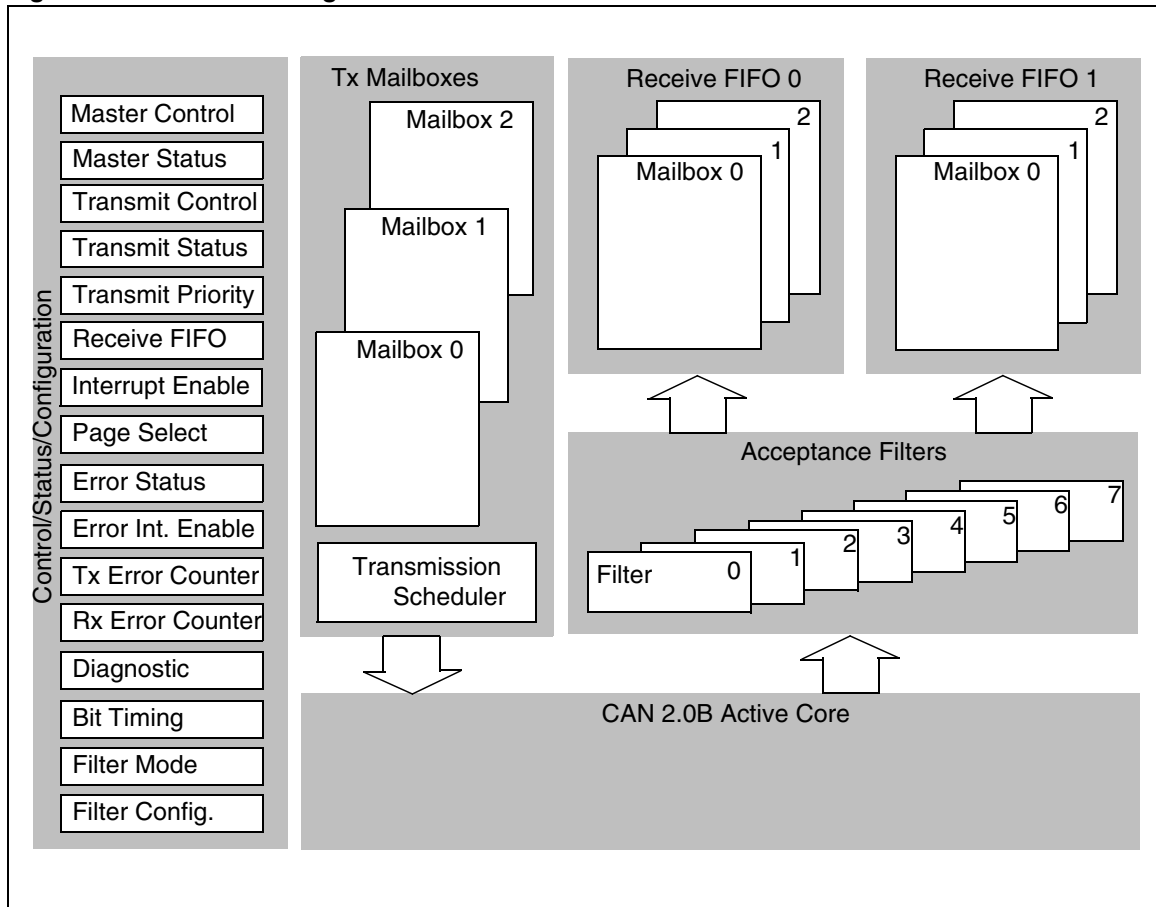 Control/Status/Configuration
Master Control
Master Status
Transmit Control
Transmit Status
Transmit Priority
Receive FIFO
Interrupt Enable
Page Select
Error Status
Error Int. Enable
Tx Error Counter
Rx Error Counter
Diagnostic
Bit Timing
Filter Mode
Filter Config.
Tx Mailboxes
Mailbox 2
Mailbox 1
Mailbox 0
Transmission
Scheduler
Receive FIFO 0
2
1
Mailbox 0
Receive FIFO 1
2
1
Mailbox 0
Acceptance Filters
Filter 0
1
2
3
4
5
6
7
CAN 2.0B Active Core